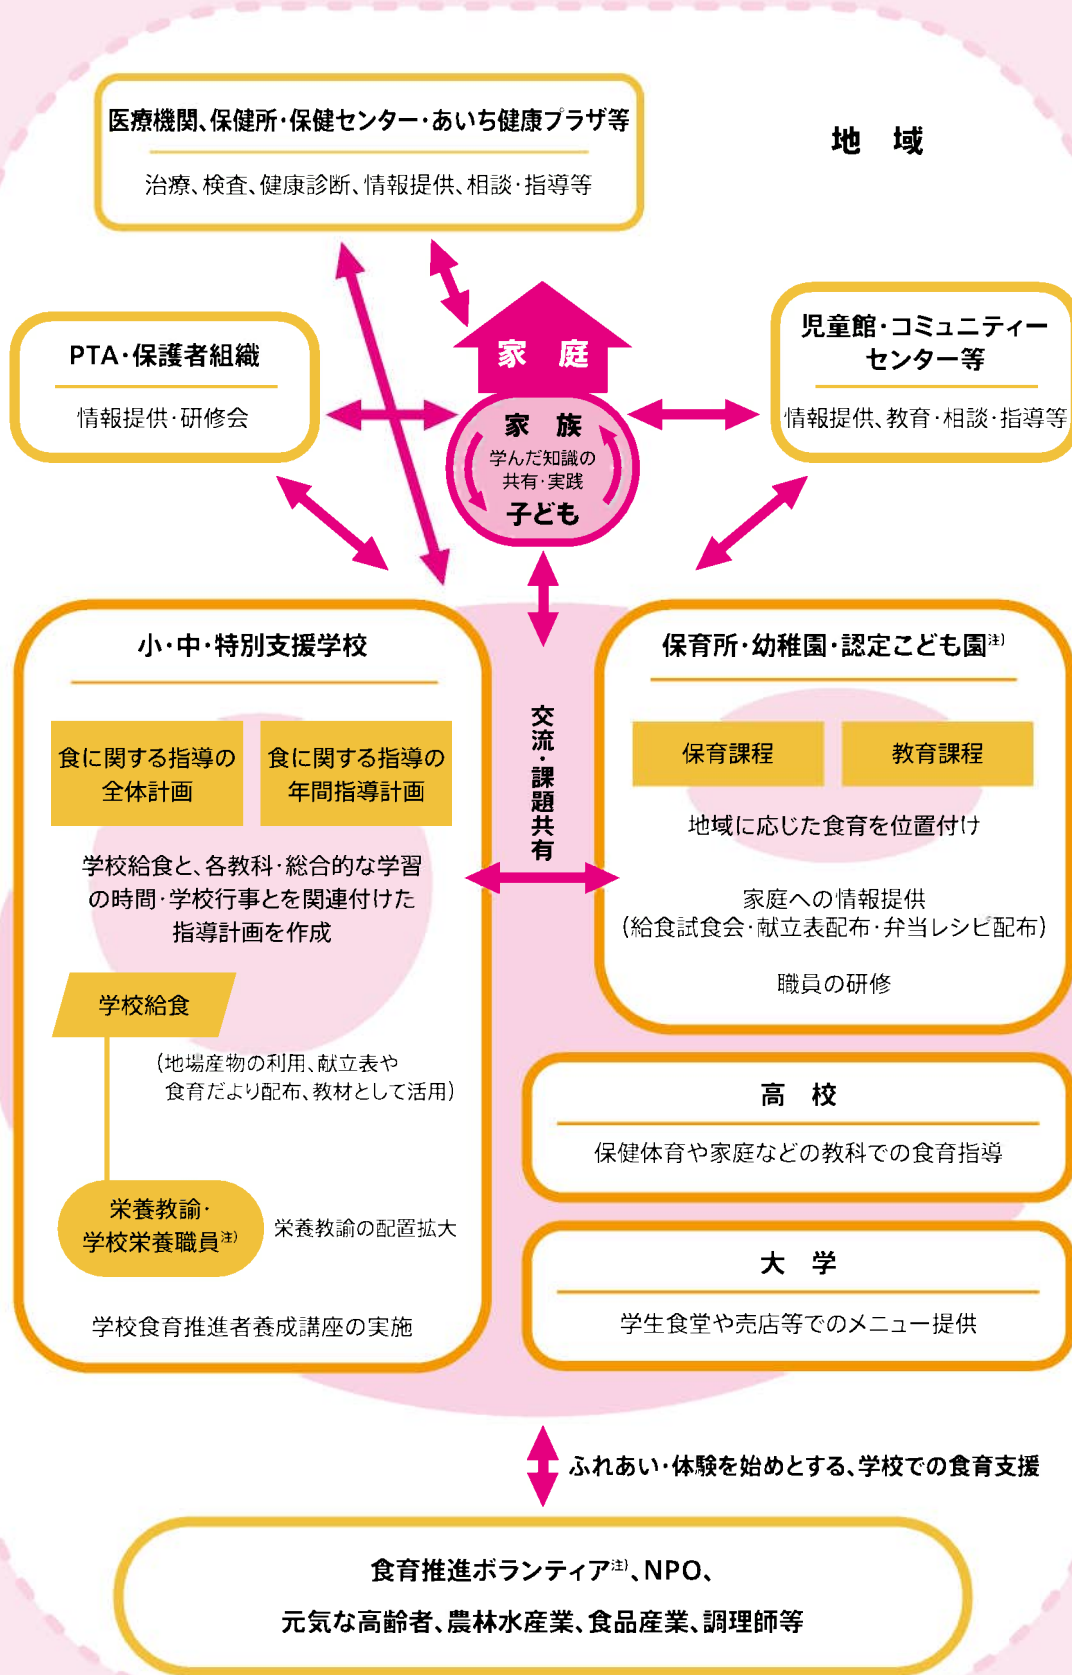 医療機関、保健所・保健センター・あいち健康プラザ等
治療、検査、健康診断、情報提供、相談・指導等
地　域
家　庭
家　族
学んだ知識の
共有・実践
子ども
PTA・保護者組織
情報提供・研修会
児童館・コミュニティー
センター等
情報提供、教育・相談・指導等
小・中・特別支援学校
食に関する指導の
全体計画
食に関する指導の
年間指導計画
学校給食と、各教科・総合的な学習
の時間・学校行事とを関連付けた
指導計画を作成
学校給食
(地場産物の利用、献立表や
食育だより配布、教材として活用)
栄養教諭・
学校栄養職員注)
栄養教諭の配置拡大
学校食育推進者養成講座の実施
交流・課題共有
保育所・幼稚園・認定こども園注)
保育課程
教育課程
地域に応じた食育を位置付け
家庭への情報提供
(給食試食会・献立表配布・弁当レシピ配布)
職員の研修
高　校
保健体育や家庭などの教科での食育指導
大　学
学生食堂や売店等でのメニュー提供
ふれあい・体験を始めとする、学校での食育支援
食育推進ボランティア注)、NPO、
元気な高齢者、農林水産業、食品産業、調理師等